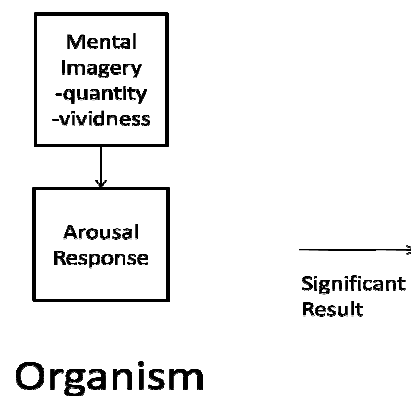 Mental
Imagery
-quantity
-vividness
Arousal
Response
Significant
Result
Organism